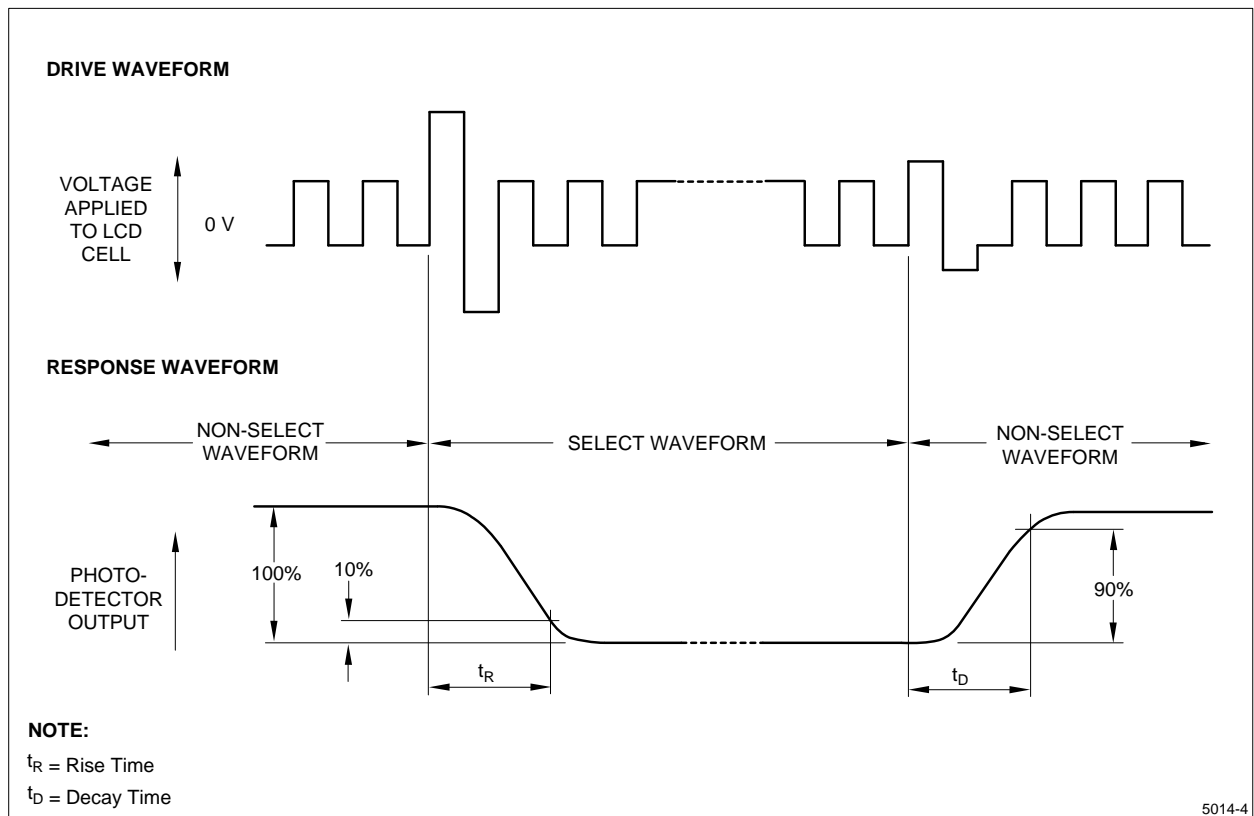 DRIVE WAVEFORM
VOLTAGE
APPLIED
TO LCD
CELL
0 V
RESPONSE WAVEFORM
NON-SELECT
WAVEFORM
SELECT WAVEFORM
NON-SELECT
WAVEFORM
PHOTO-
DETECTOR
OUTPUT
100%
10%
90%
tR
tD
NOTE:
tR = Rise Time
tD = Decay Time
5014-4